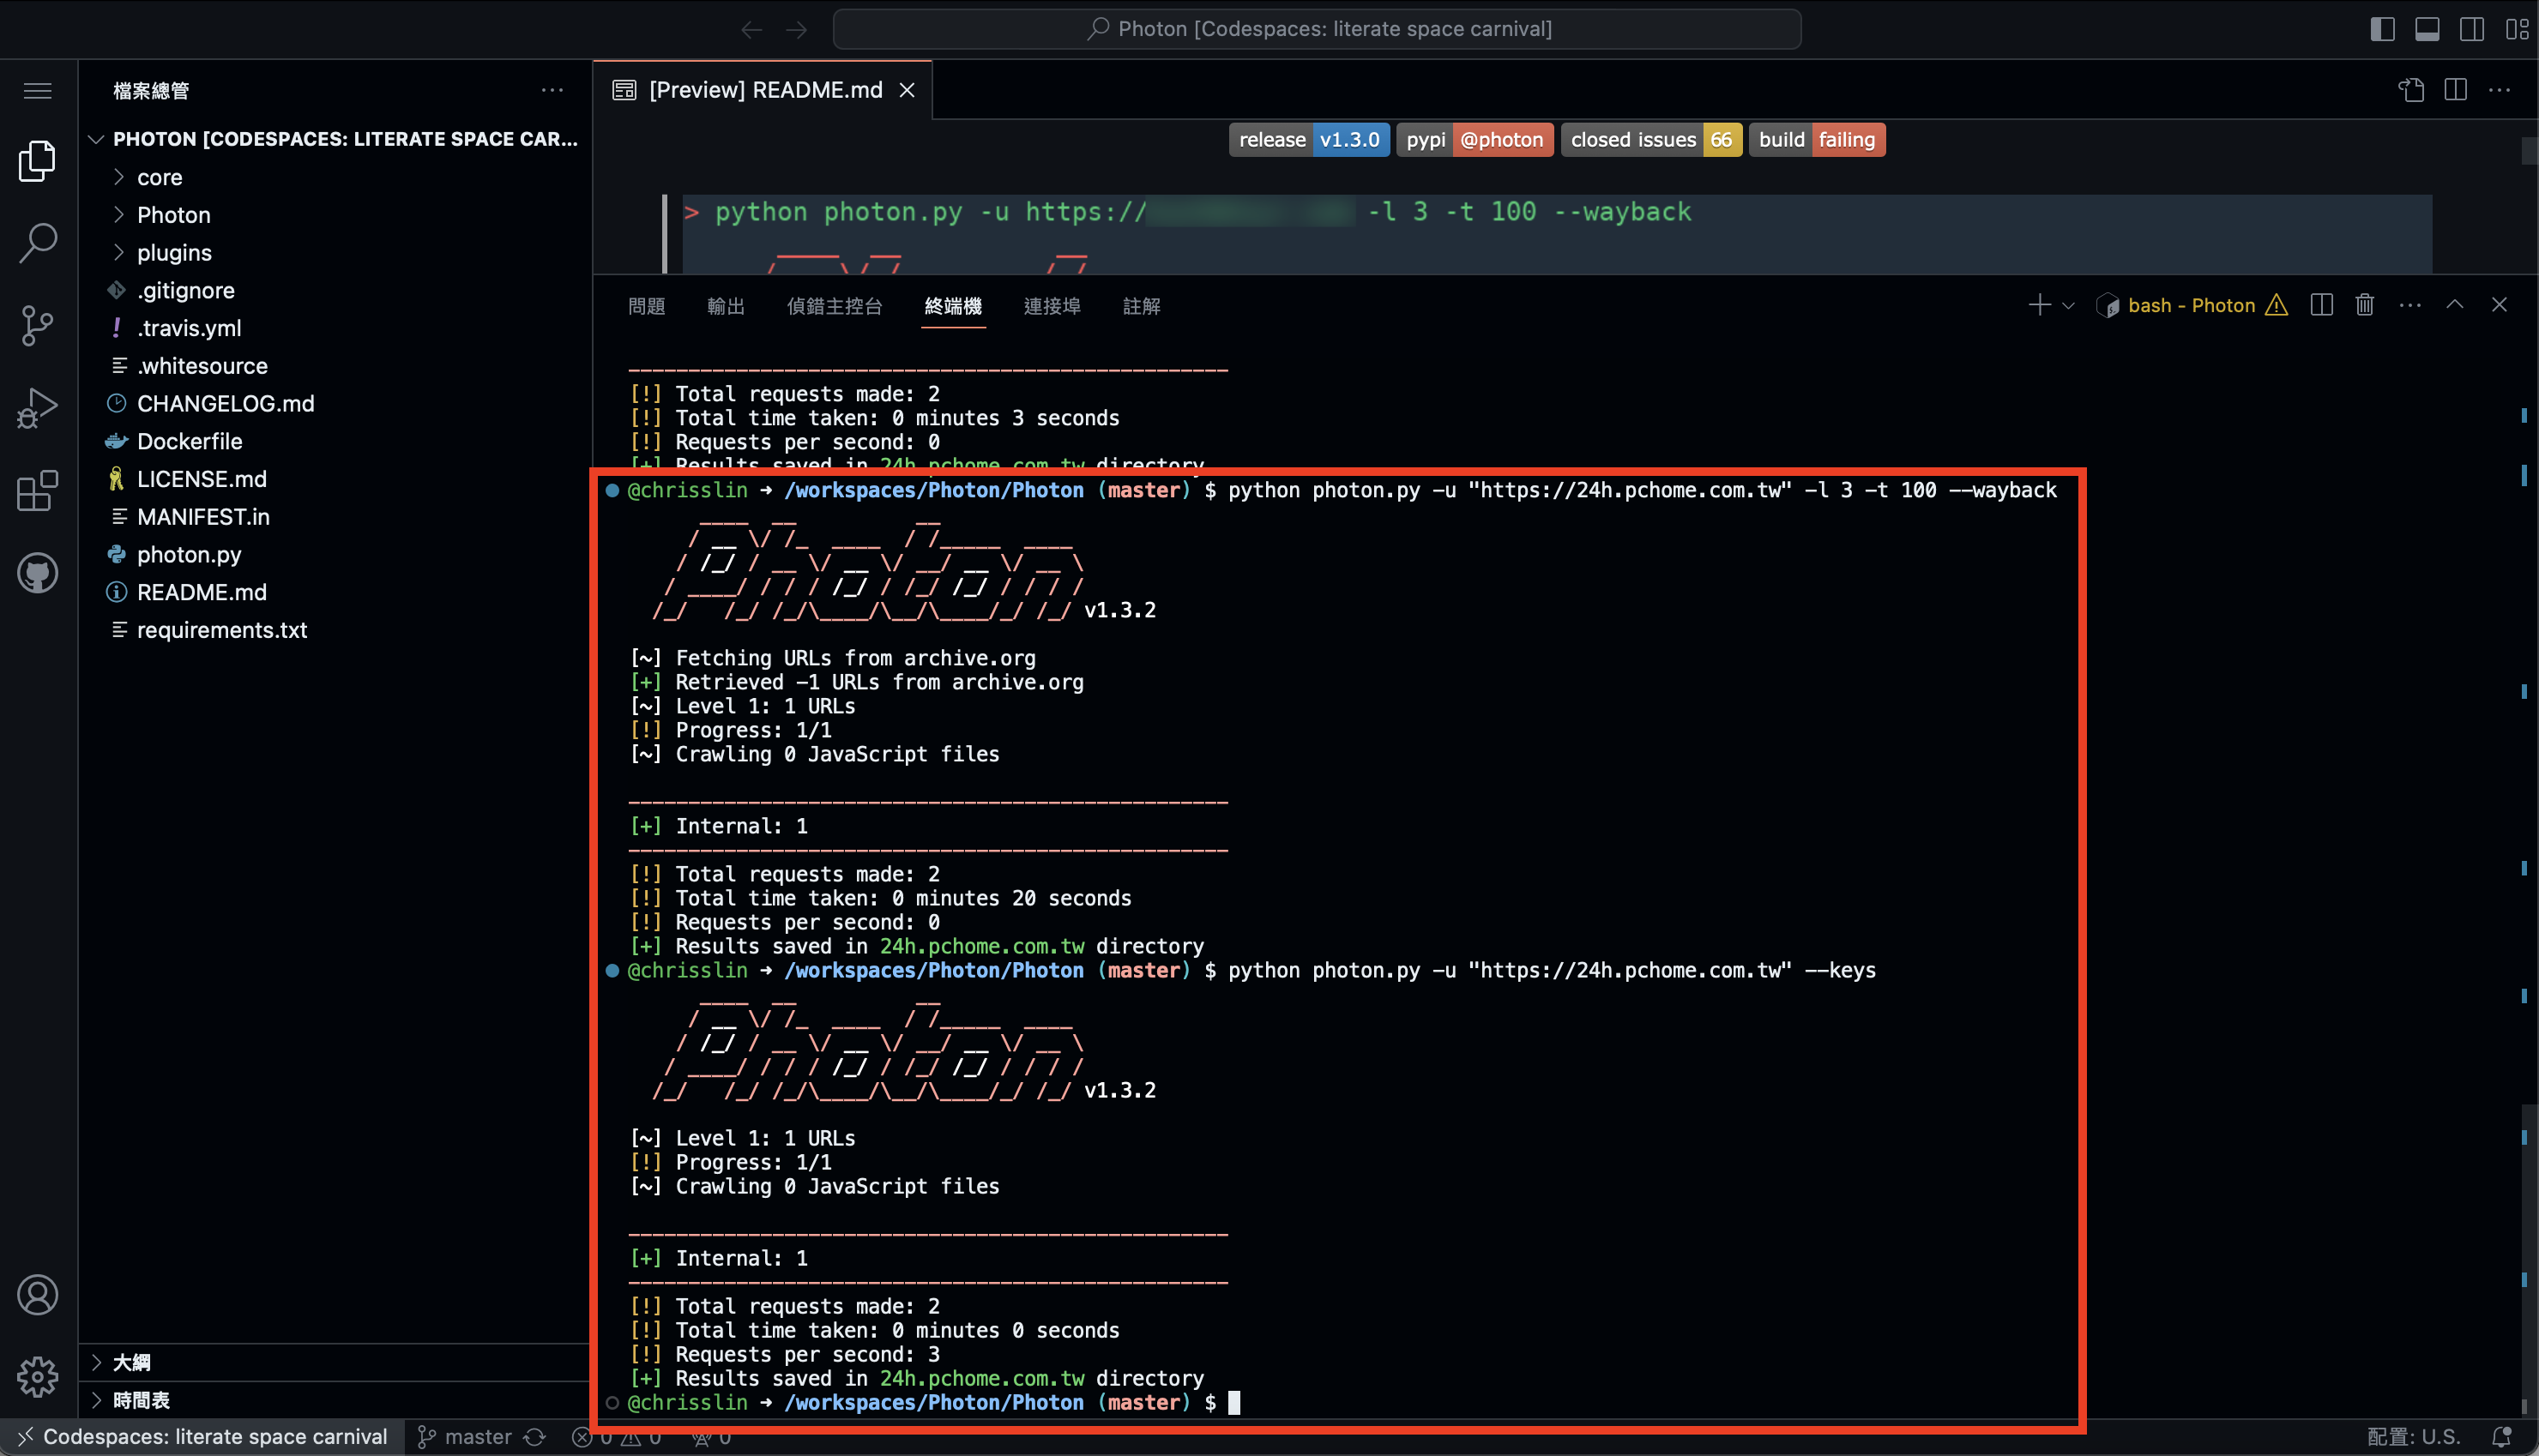 Photon [Codespaces: literate space carnival]
檔案總管
PHOTON [CODESPACES: LITERATE SPACE CAR...
core
Photon
plugins
.gitignore
.travis.yml
.whitesource
CHANGELOG.md
Dockerfile
LICENSE.md
MANIFEST.in
photon.py
README.md
requirements.txt
大綱
時間表
[Preview] README.md
release v1.3.0 pypi @photon closed issues 66 build failing
> python photon.py -u https:// -l 3 -t 100 --wayback
問題 輸出 偵錯主控台 終端機 連接埠 註解
bash - Photon
[!] Total requests made: 2
[!] Total time taken: 0 minutes 3 seconds
[!] Requests per second: 0
[+] Results saved in 24h.pchome.com.tw directory
@chrisslin ➜ /workspaces/Photon/Photon (master) $ python photon.py -u "https://24h.pchome.com.tw" -l 3 -t 100 --wayback
Photon v1.3.2
[~] Fetching URLs from archive.org
[+] Retrieved -1 URLs from archive.org
[~] Level 1: 1 URLs
[!] Progress: 1/1
[~] Crawling 0 JavaScript files
[+] Internal: 1
[!] Total requests made: 2
[!] Total time taken: 0 minutes 20 seconds
[!] Requests per second: 0
[+] Results saved in 24h.pchome.com.tw directory
@chrisslin ➜ /workspaces/Photon/Photon (master) $ python photon.py -u "https://24h.pchome.com.tw" --keys
Photon v1.3.2
[~] Level 1: 1 URLs
[!] Progress: 1/1
[~] Crawling 0 JavaScript files
[+] Internal: 1
[!] Total requests made: 2
[!] Total time taken: 0 minutes 0 seconds
[!] Requests per second: 3
[+] Results saved in 24h.pchome.com.tw directory
@chrisslin ➜ /workspaces/Photon/Photon (master) $
Codespaces: literate space carnival master 0 0 0 配置: U.S.